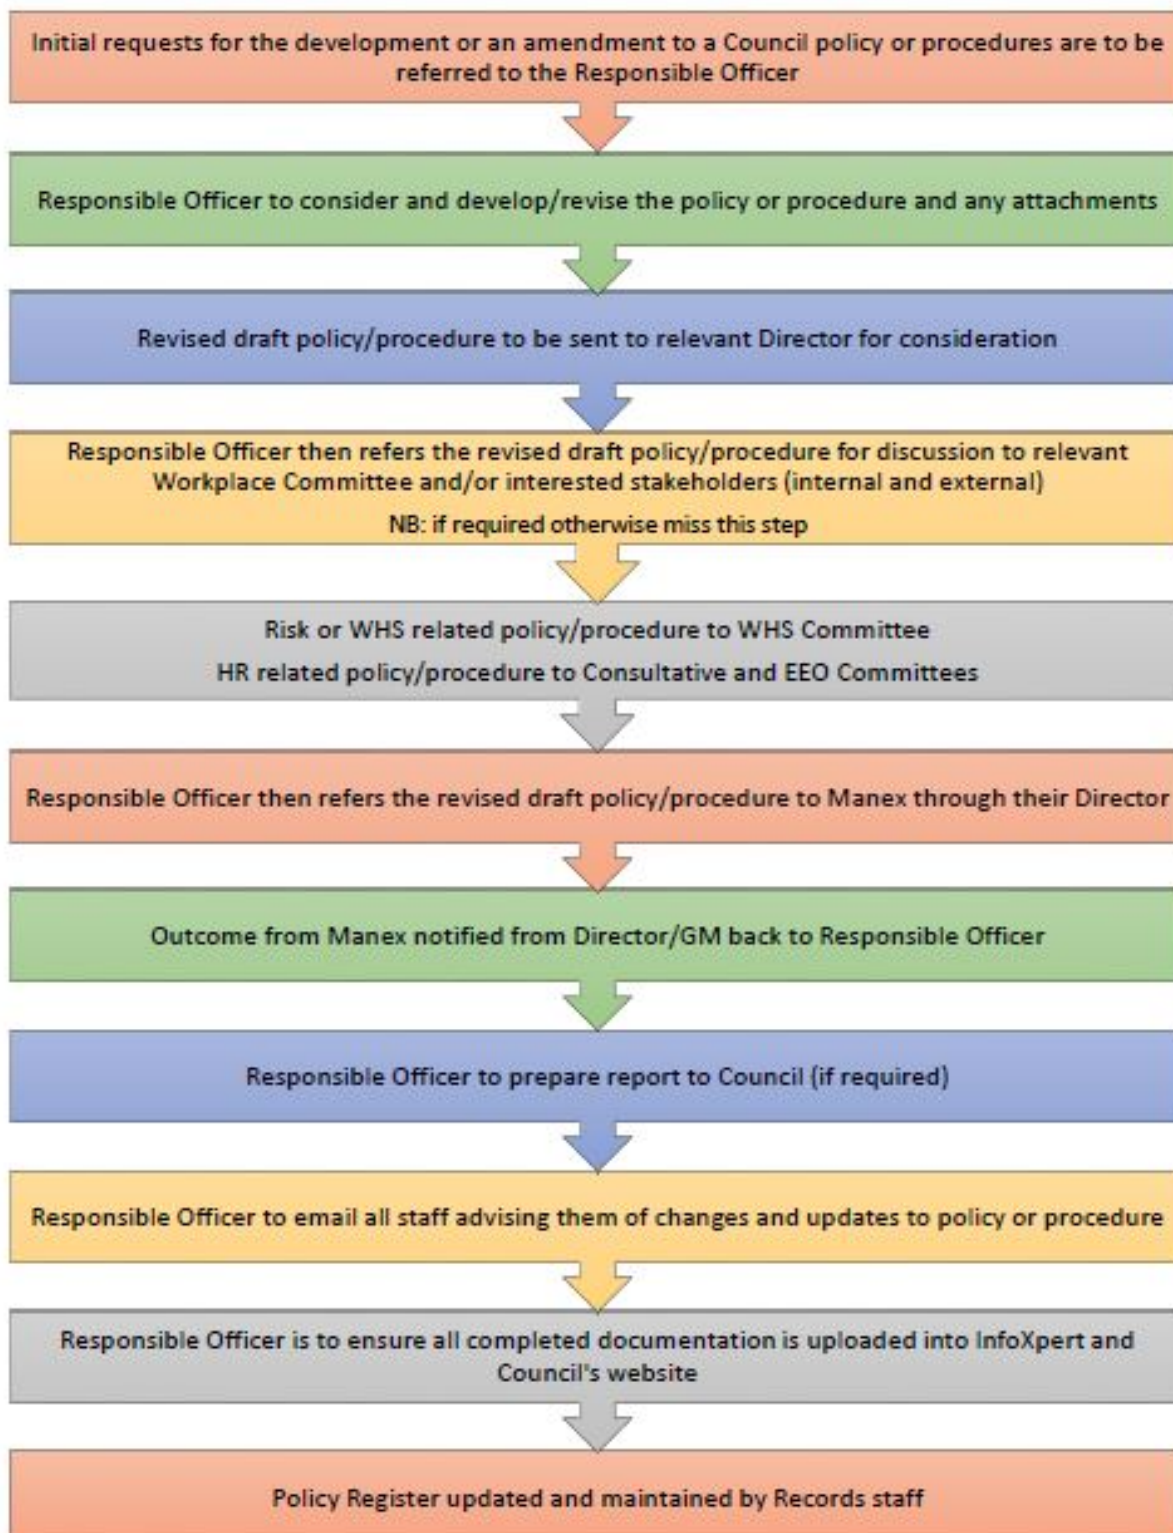 Initial requests for the development or an amendment to a Council policy or procedures are to be
referred to the Responsible Officer
Responsible Officer to consider and develop/revise the policy or procedure and any attachments
Revised draft policy/procedure to be sent to relevant Director for consideration
Responsible Officer then refers the revised draft policy/procedure for discussion to relevant
Workplace Committee and/or interested stakeholders (internal and external)
NB: if required otherwise miss this step
Risk or WHS related policy/procedure to WHS Committee
HR related policy/procedure to Consultative and EEO Committees
Responsible Officer then refers the revised draft policy/procedure to Manex through their Director
Outcome from Manex notified from Director/GM back to Responsible Officer
Responsible Officer to prepare report to Council (if required)
Responsible Officer to email all staff advising them of changes and updates to policy or procedure
Responsible Officer is to ensure all completed documentation is uploaded into InfoXpert and
Council's website
Policy Register updated and maintained by Records staff